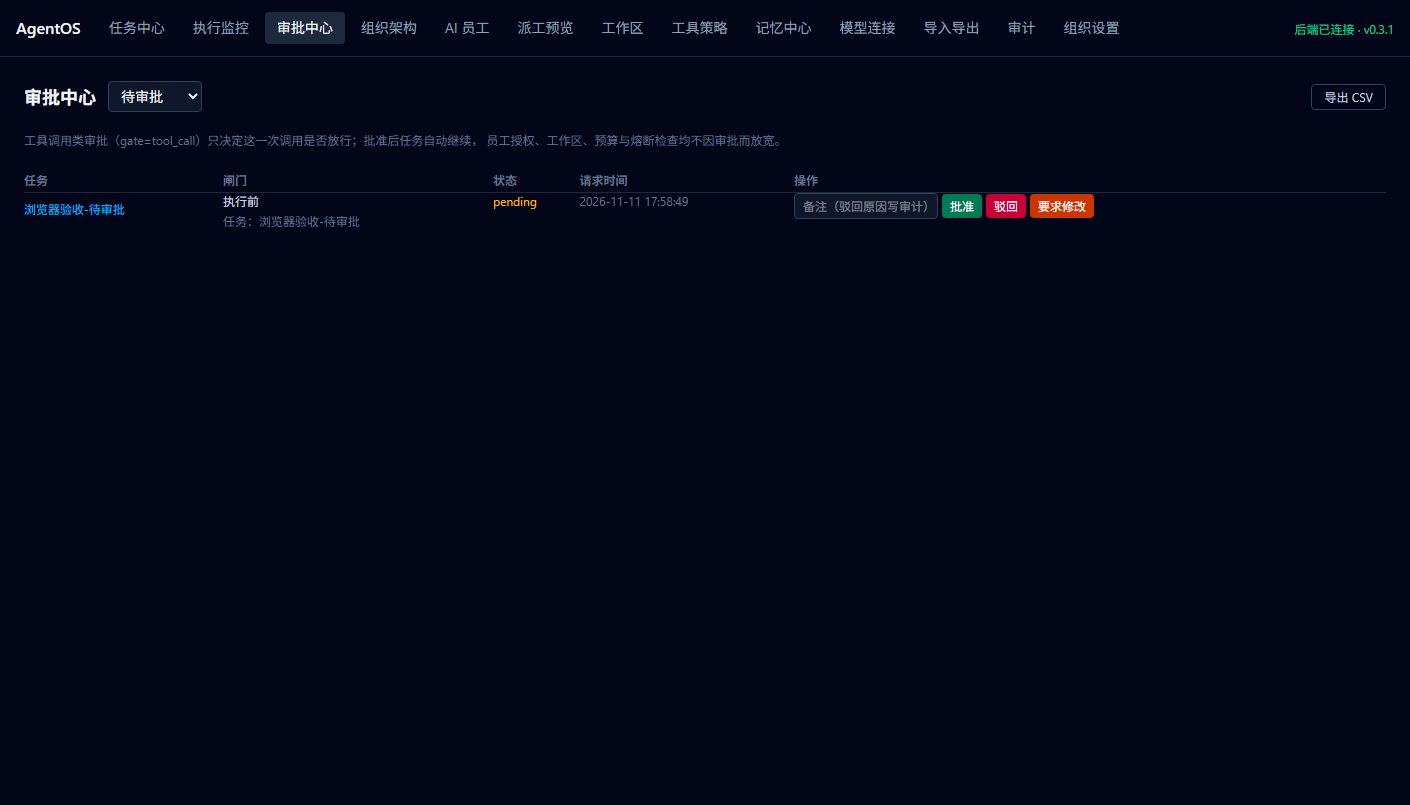 AgentOS 任务中心 执行监控 审批中心 组织架构 AI 员工 派工预览 工作区 工具策略 记忆中心 模型连接 导入导出 审计 组织设置 后端已连接 · v0.3.1
审批中心 待审批 导出 CSV
工具调用类审批（gate=tool_call）只决定这一次调用是否放行；批准后任务自动继续， 员工授权、工作区、预算与熔断检查均不因审批而放宽。
任务 闸门 状态 请求时间 操作
浏览器验收-待审批 执行前 pending 2026-11-11 17:58:49 备注（驳回原因写审计） 批准 驳回 要求修改
任务：浏览器验收-待审批